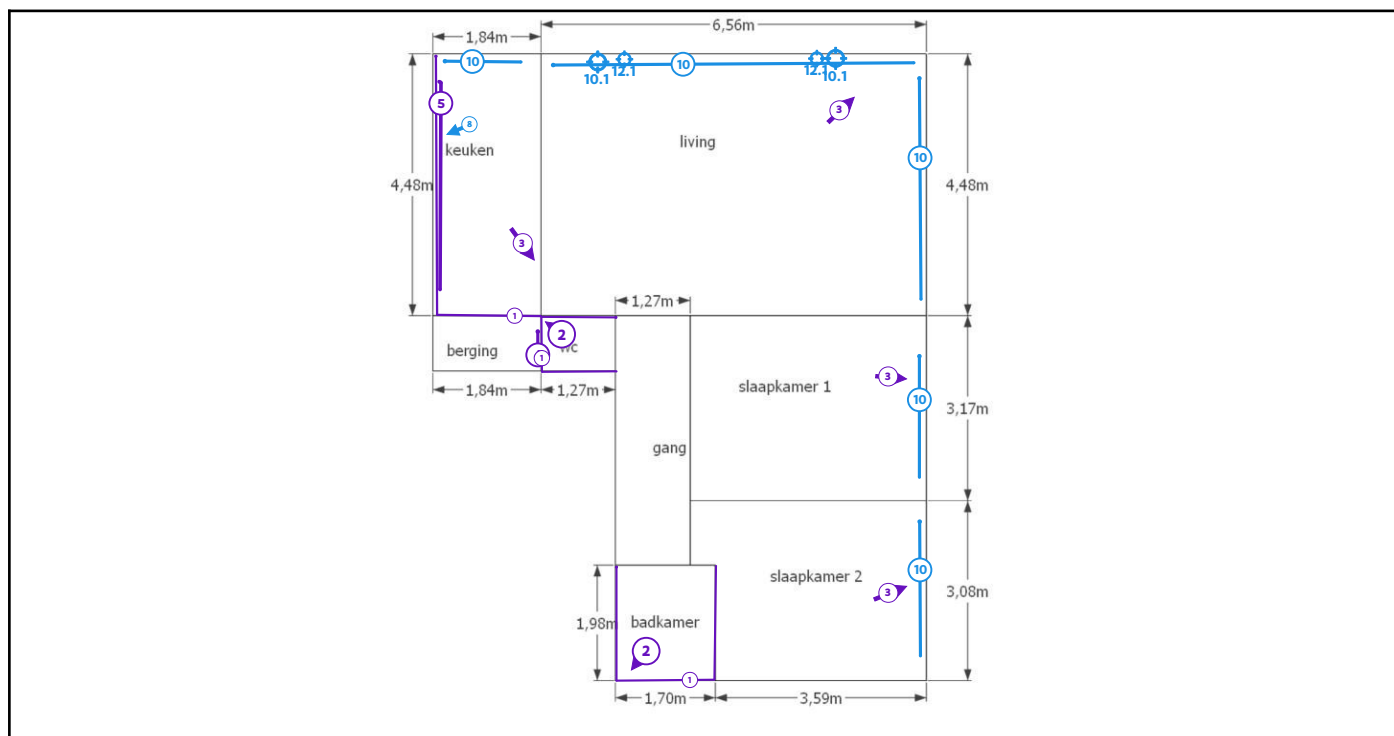 6,56m
1,84m
10
10
10.1
12.1
12.1
10.1
5
3
8
living
keuken
10
4,48m
4,48m
3
1,27m
1
2
berging
1
wc
3
slaapkamer 1
1,84m
1,27m
10
3,17m
gang
10
slaapkamer 2
3
3,08m
1,98m
badkamer
2
1
1,70m
3,59m